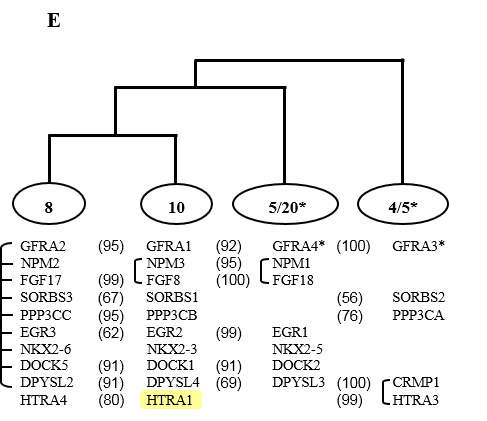 E
8 10 5/20* 4/5*
GFRA2 (95) GFRA1 (92) GFRA4* (100) GFRA3*
NPM2 NPM3 (95) NPM1
FGF17 (99) FGF8 (100) FGF18
SORBS3 (67) SORBS1 (56) SORBS2
PPP3CC (95) PPP3CB (76) PPP3CA
EGR3 (62) EGR2 (99) EGR1
NKX2-6 NKX2-3 NKX2-5
DOCK5 (91) DOCK1 (91) DOCK2
DPYSL2 (91) DPYSL4 (69) DPYSL3 (100) CRMP1
HTRA4 (80) HTRA1 (99) HTRA3